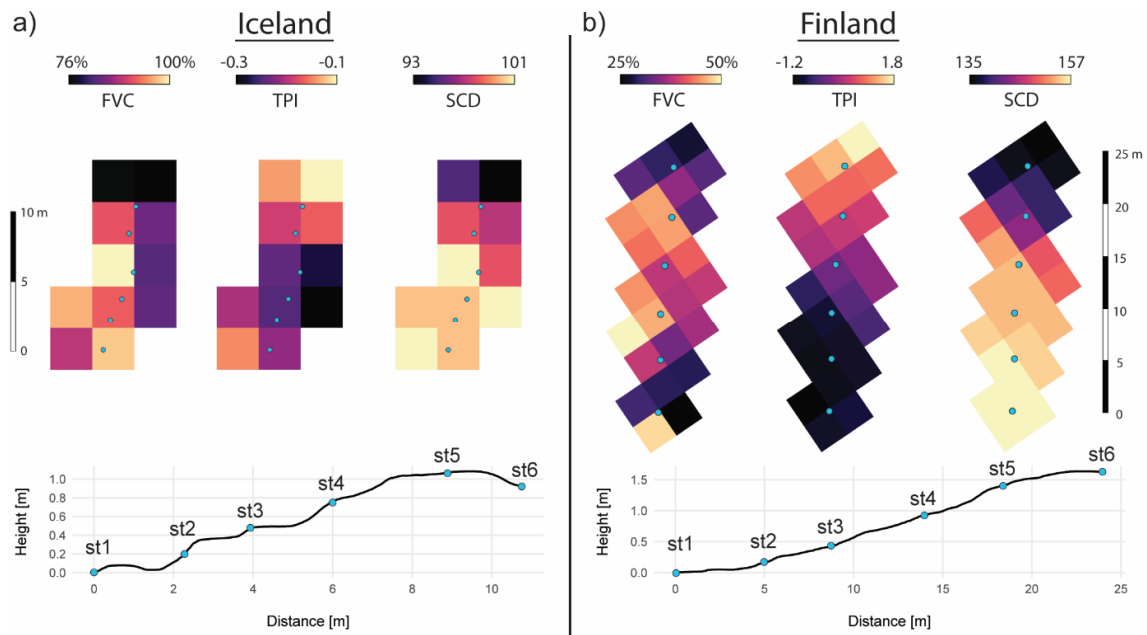 a) Iceland
76% 100%
FVC
-0.3 -0.1
TPI
93 101
SCD
10 m
5
0
1.0
0.8
0.6
0.4
0.2
0.0
Height [m]
st1
st2
st3
st4
st5
st6
0 2 4 6 8 10
Distance [m]
b) Finland
25% 50%
FVC
-1.2 1.8
TPI
135 157
SCD
25 m
20
15
10
5
0
1.5
1.0
0.5
0.0
Height [m]
st1
st2
st3
st4
st5
st6
0 5 10 15 20 25
Distance [m]